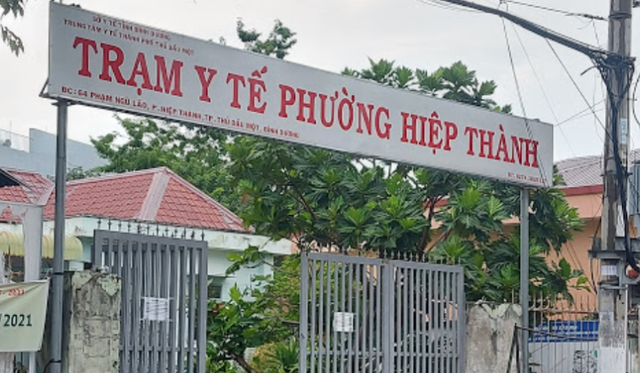 SỞ Y TẾ TỈNH BÌNH DƯƠNG
TRUNG TÂM Y TẾ THÀNH PHỐ THỦ DẦU MỘT
TRẠM Y TẾ PHƯỜNG HIỆP THÀNH
ĐC: 64 PHẠM NGŨ LÃO, P. HIỆP THÀNH, TP. THỦ DẦU MỘT, BÌNH DƯƠNG
2021
/2021